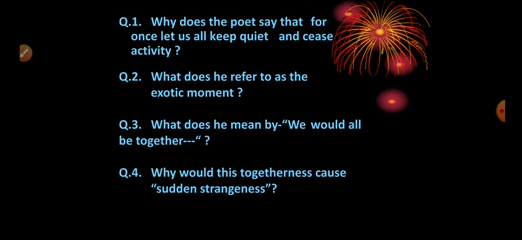 Q.1. Why does the poet say that for
once let us all keep quiet and cease
activity ?
Q.2. What does he refer to as the
exotic moment ?
Q.3. What does he mean by-“We would all
be together---“ ?
Q.4. Why would this togetherness cause
“sudden strangeness”?